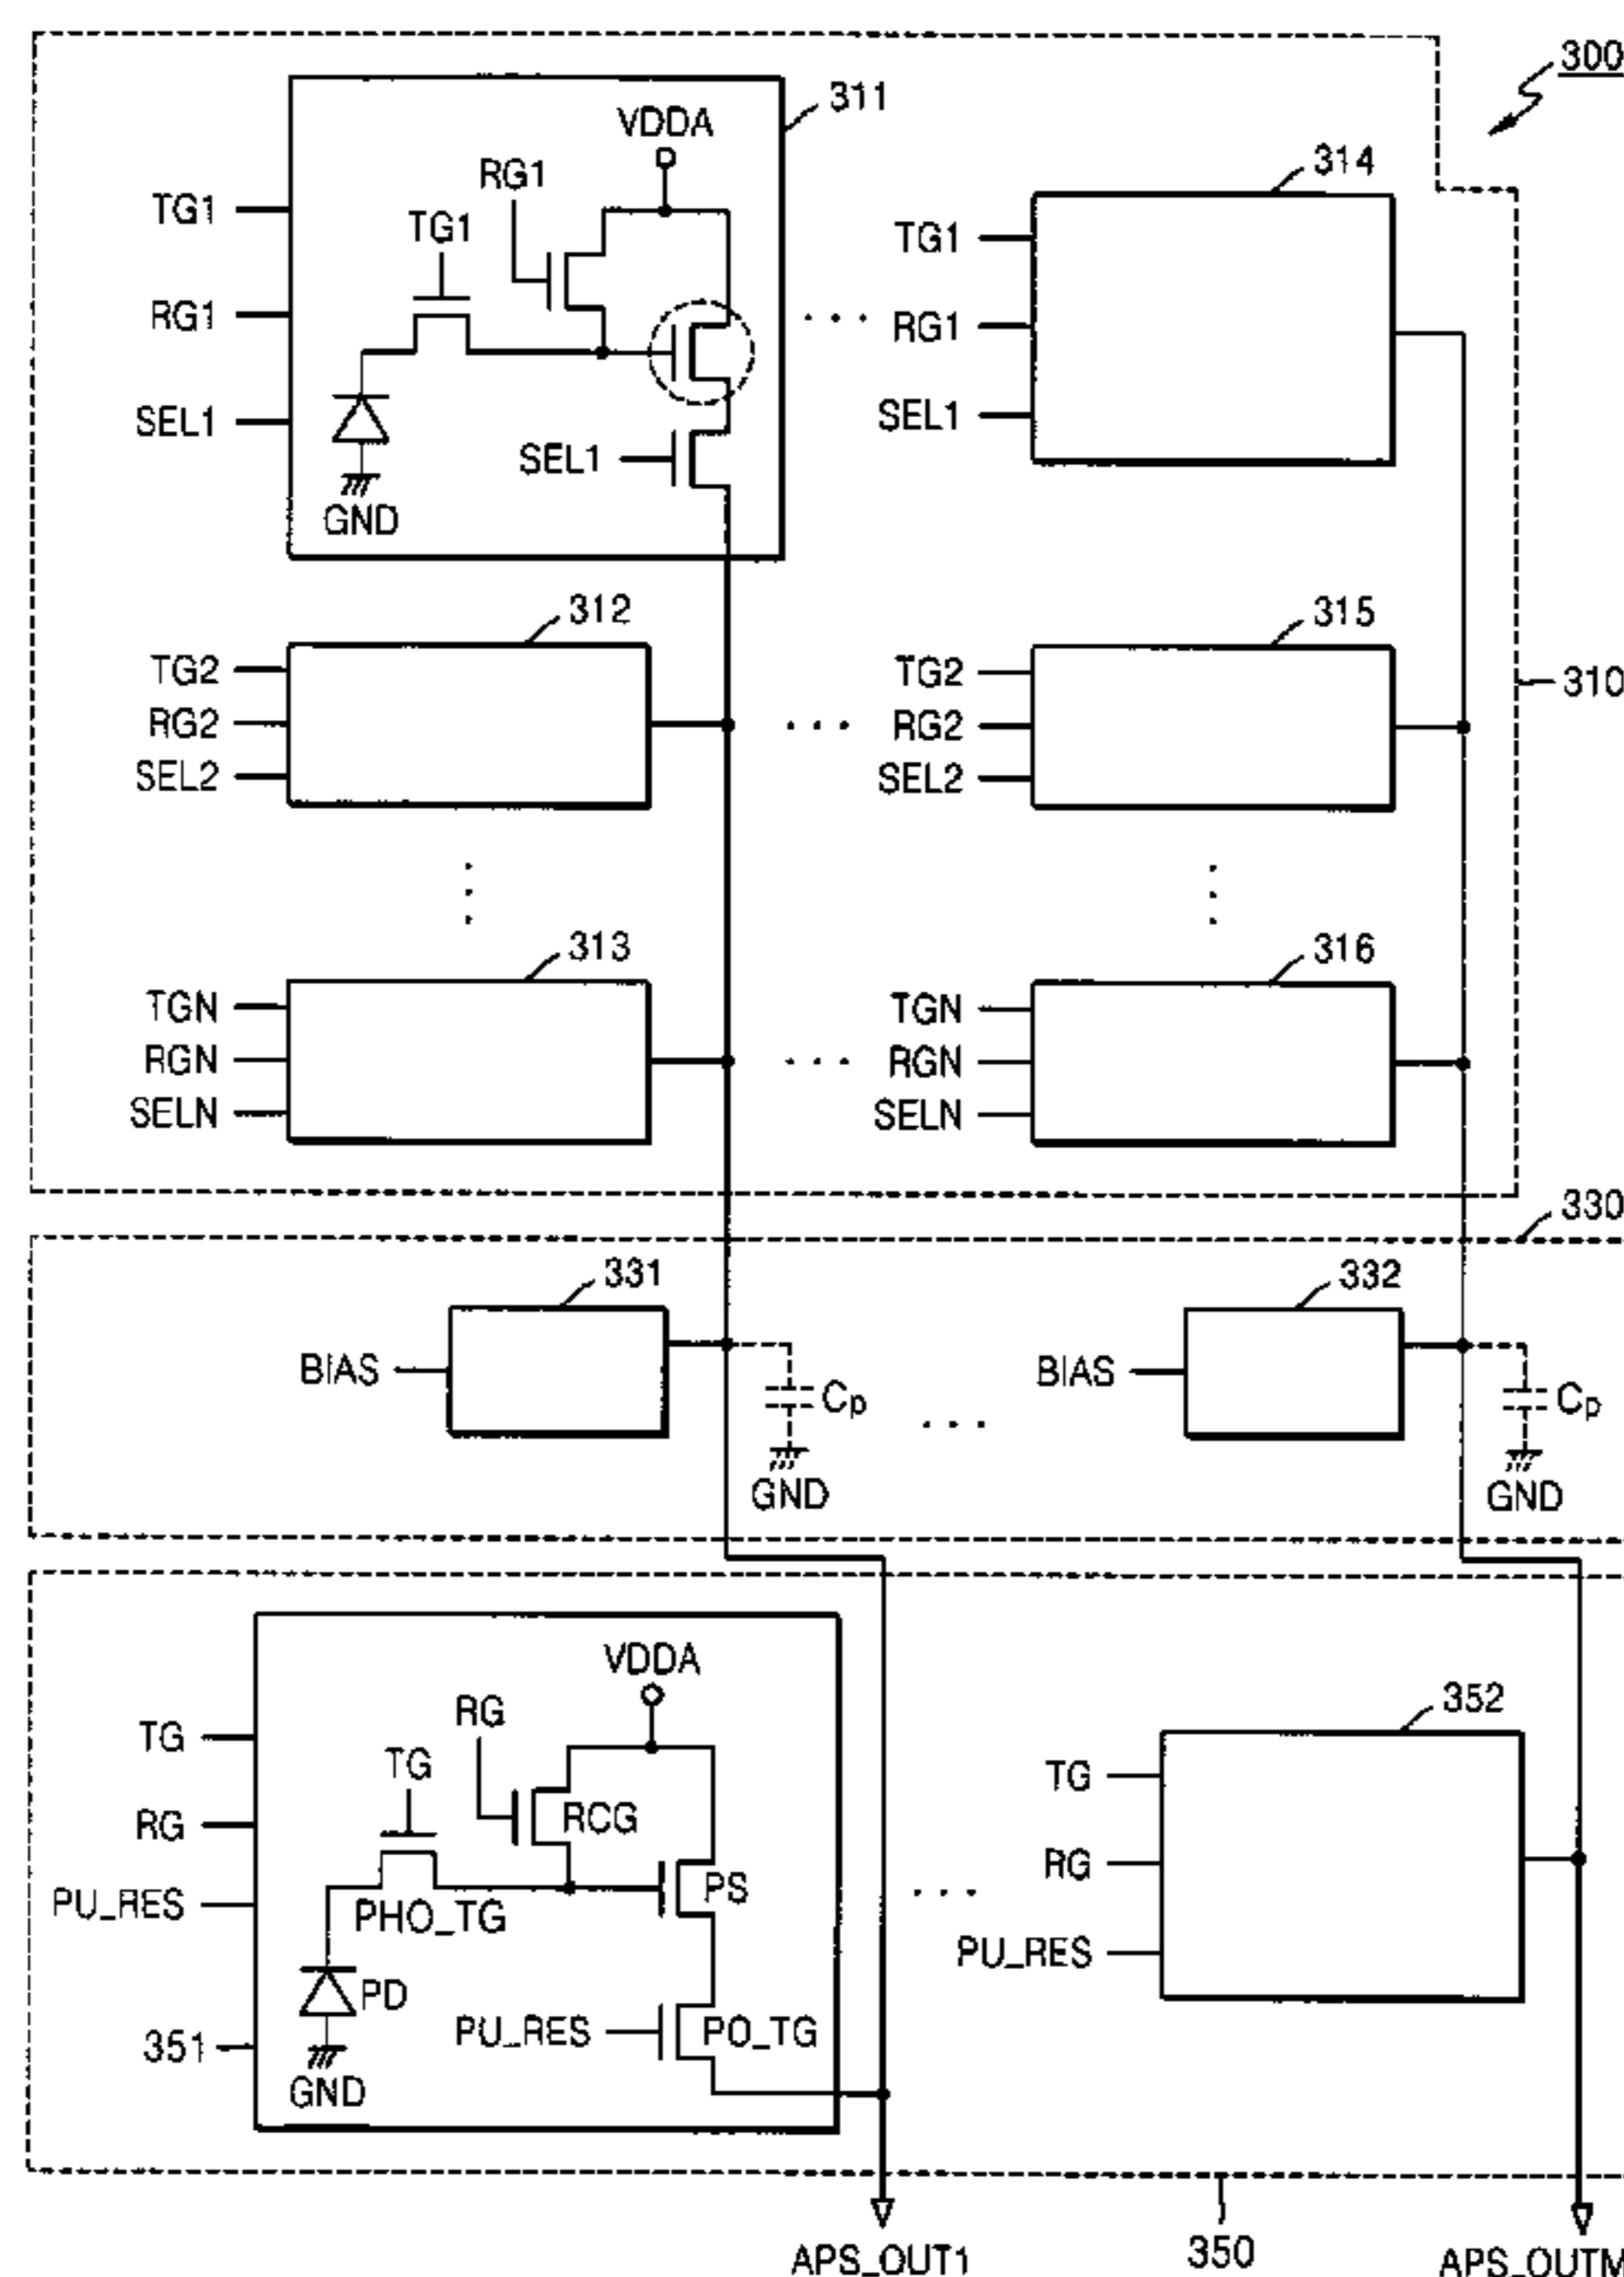 300
311
VDDA
RG1
TG1
TG1
RG1
SEL1
SEL1
GND
314
TG1
RG1
SEL1
312
TG2
RG2
SEL2
315
TG2
RG2
SEL2
310
313
TGN
RGN
SELN
316
TGN
RGN
SELN
330
331
BIAS
Cp
GND
332
BIAS
Cp
GND
VDDA
RG
TG
TG
RG
PU_RES
RCG
PS
PHO_TG
PD
PU_RES
PO_TG
351
GND
352
TG
RG
PU_RES
350
APS_OUT1
APS_OUTM